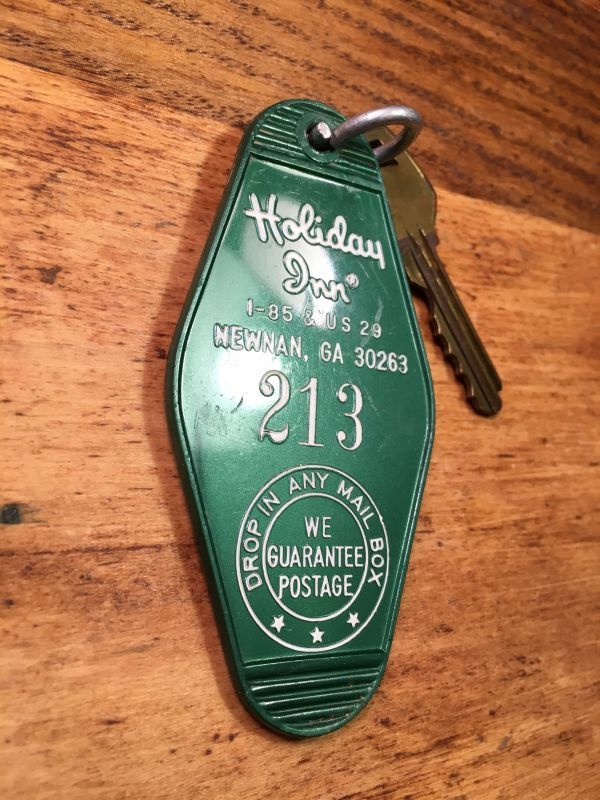 Holiday
Inn®
I-85 & US 29
NEWNAN, GA 30263
213
DROP IN ANY MAIL BOX
WE
GUARANTEE
POSTAGE